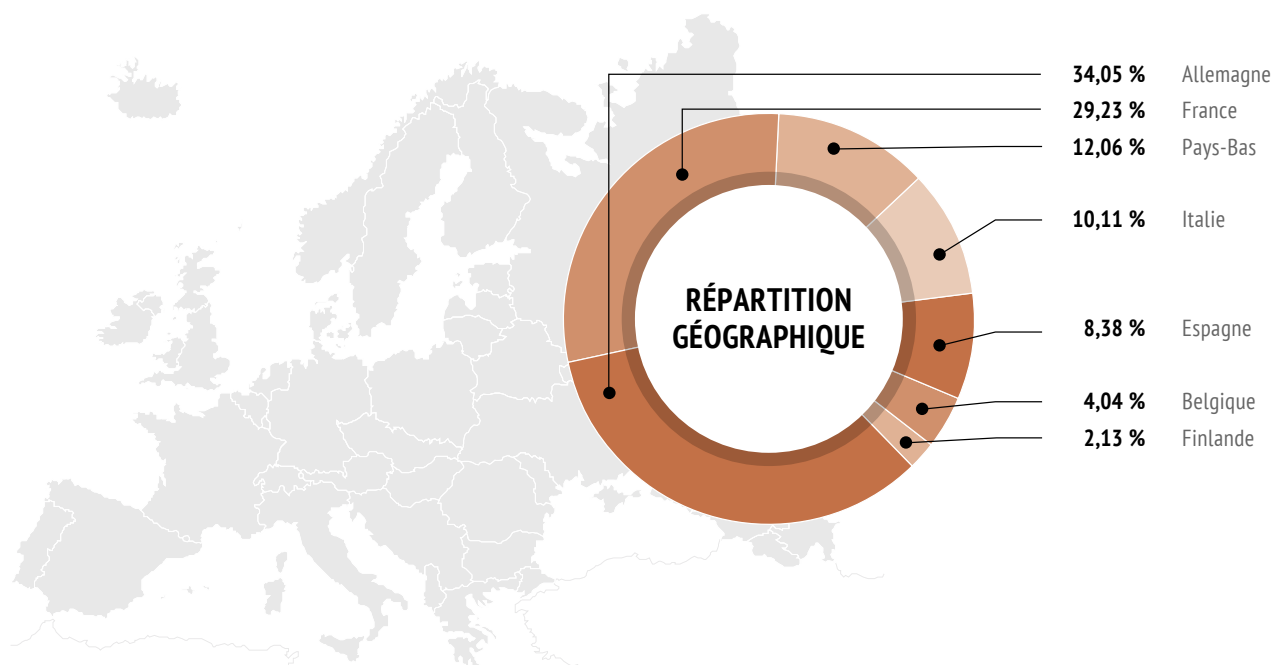 34,05 % Allemagne
29,23 % France
12,06 % Pays-Bas
10,11 % Italie
RÉPARTITION
GÉOGRAPHIQUE
8,38 % Espagne
4,04 % Belgique
2,13 % Finlande